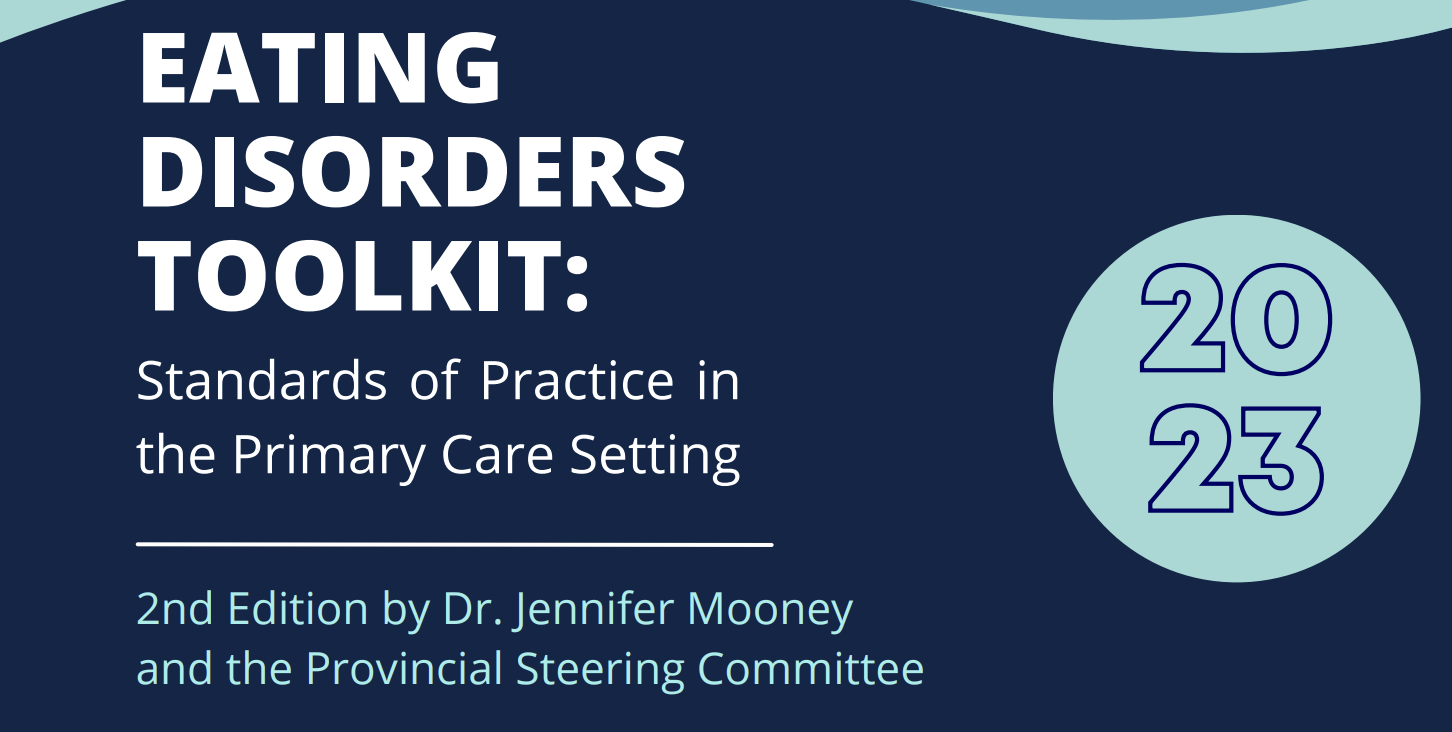 EATING
DISORDERS
TOOLKIT:
Standards of Practice in
the Primary Care Setting
20
23
2nd Edition by Dr. Jennifer Mooney
and the Provincial Steering Committee